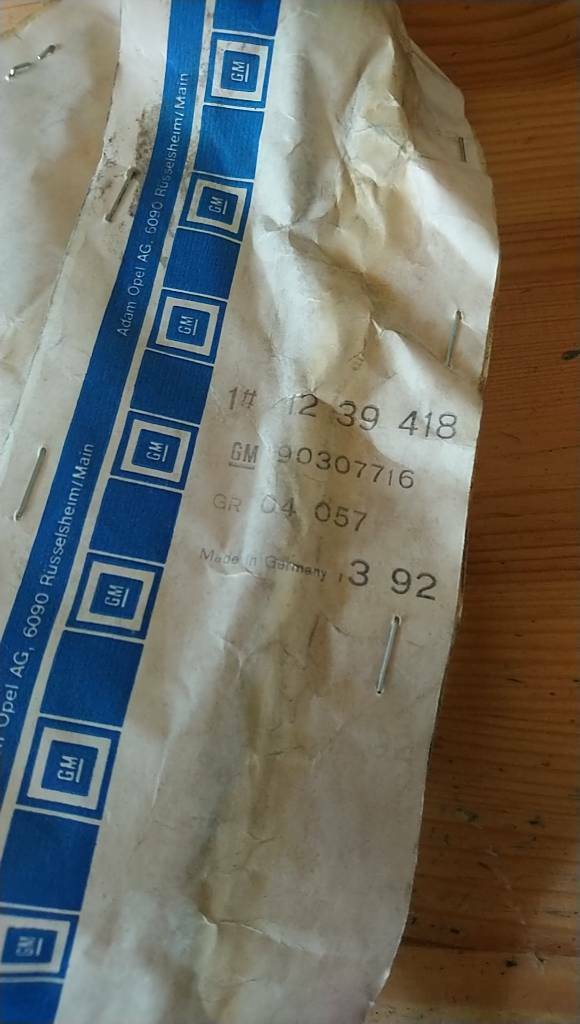 GM
GM
GM
GM
GM
GM
GM
Adam Opel AG, 6090 Rüsselsheim/Main
Opel AG, 6090 Rüsselsheim/Main
1# 12 39 418
GM 90307716
GR 04 057
Made in Germany 3 92